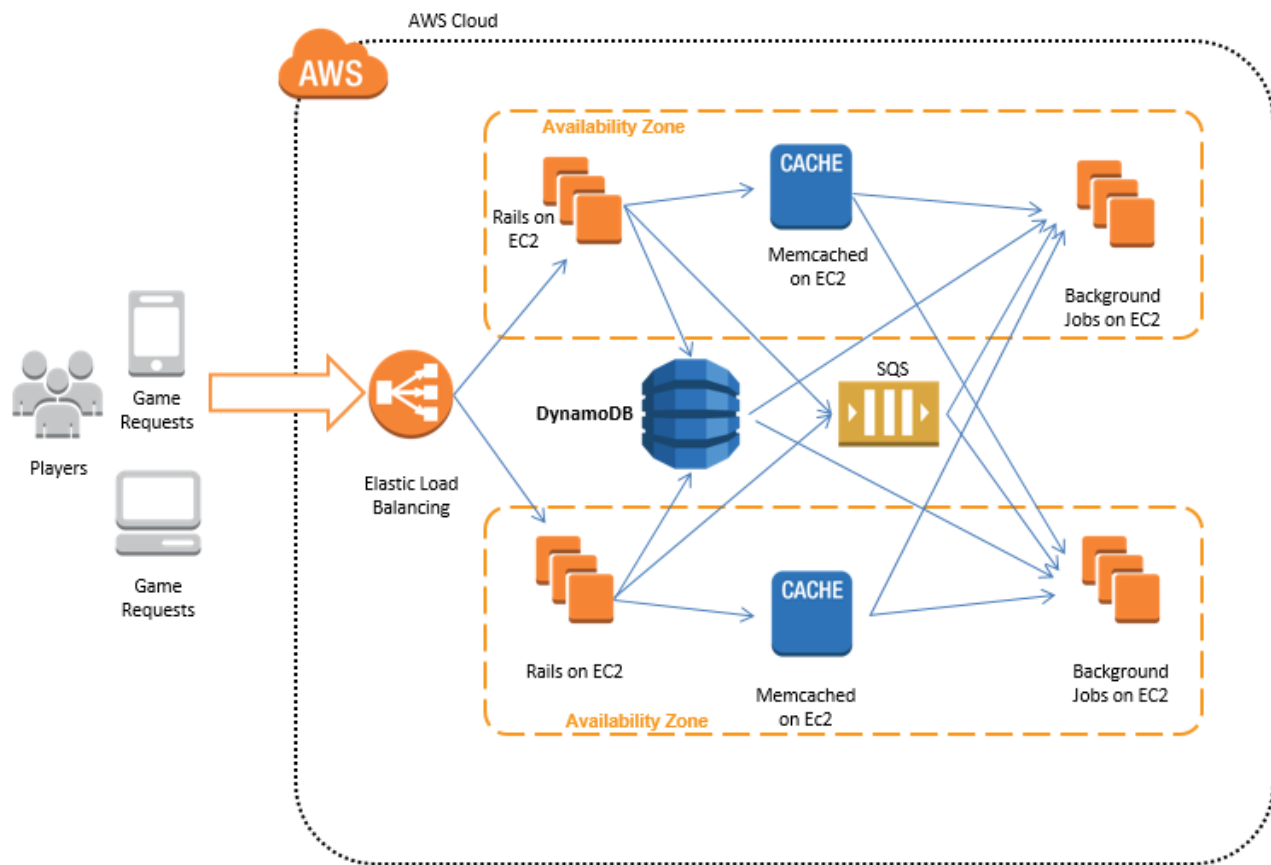 AWS Cloud
AWS
Availability Zone
CACHE
Rails on
EC2
Memcached
on EC2
Background
Jobs on EC2
Game
Requests
Players
Game
Requests
Elastic Load
Balancing
DynamoDB
SQS
CACHE
Rails on EC2
Memcached
on Ec2
Background
Jobs on EC2
Availability Zone